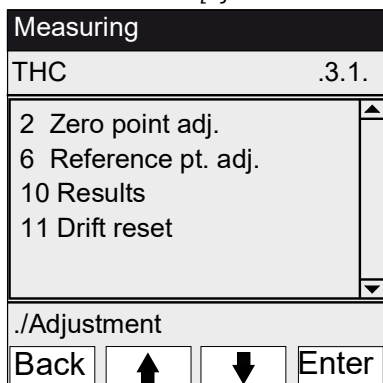 Measuring
THC .3.1.
2 Zero point adj.
6 Reference pt. adj.
10 Results
11 Drift reset
./Adjustment
Back Enter